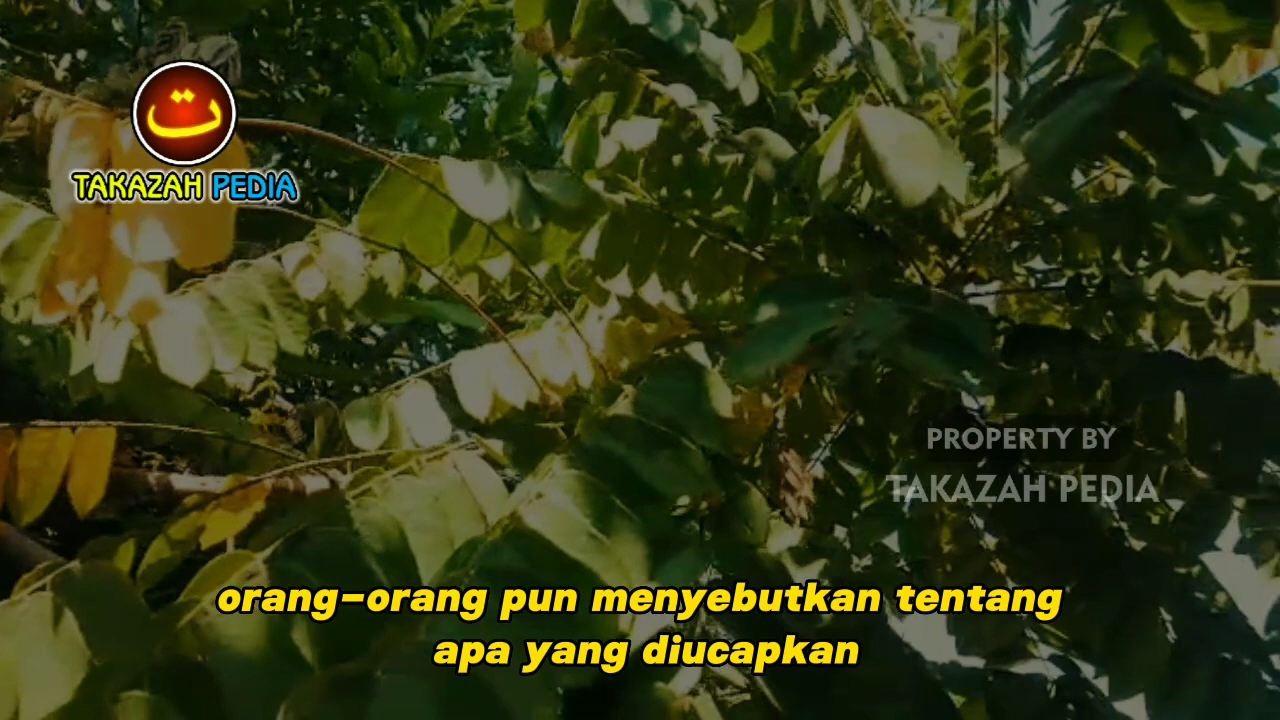 ت
TAKAZAH PEDIA
PROPERTY BY
TAKAZAH PEDIA
orang-orang pun menyebutkan tentang
apa yang diucapkan